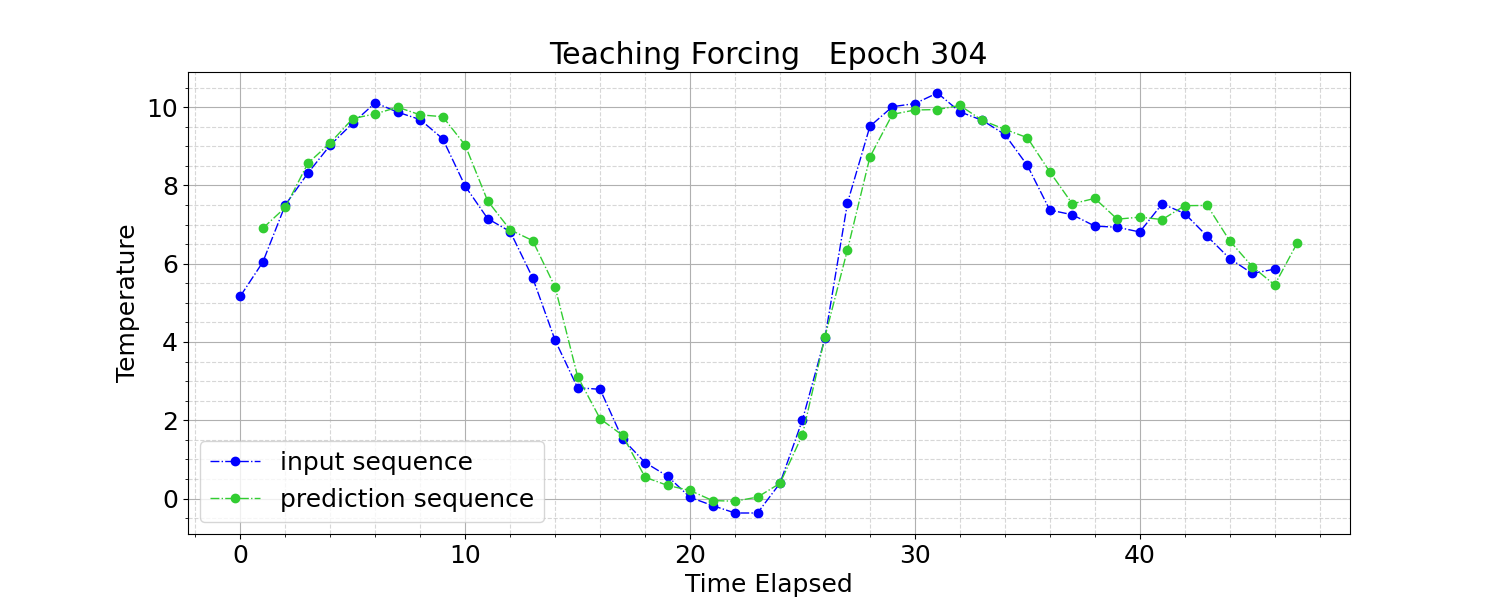 Teaching Forcing   Epoch 304
10
8
6
4
2
0
Temperature
input sequence
prediction sequence
0 10 20 30 40
Time Elapsed